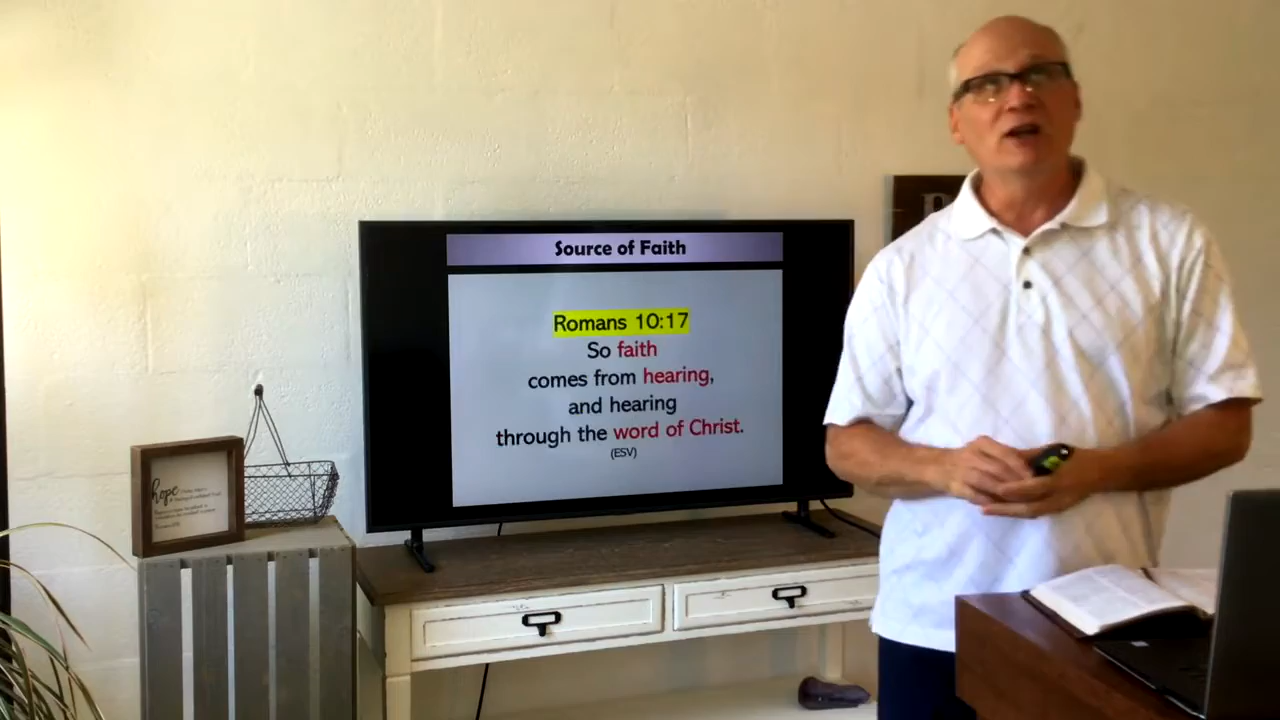 Source of Faith
Romans 10:17
So faith
comes from hearing,
and hearing
through the word of Christ.
(ESV)
hope